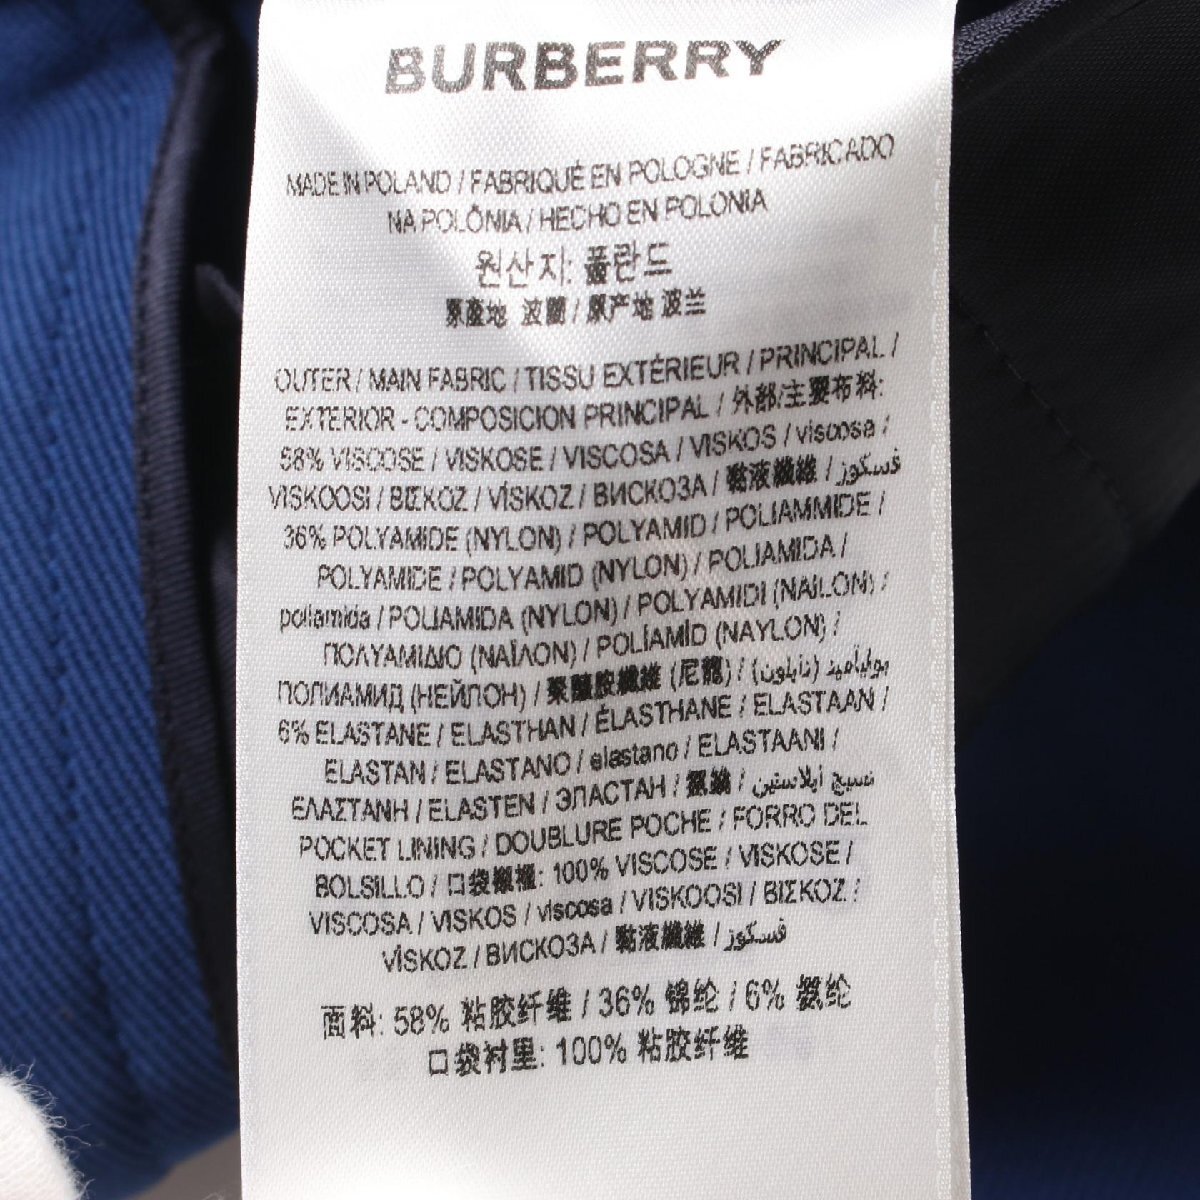 BURBERRY
MADE IN POLAND / FABRIQUÉ EN POLOGNE / FABRICADO
NA POLÔNIA / HECHO EN POLONIA
원산지: 폴란드
原產地 波蘭 / 原产地 波兰
OUTER / MAIN FABRIC / TISSU EXTÉRIEUR / PRINCIPAL /
EXTERIOR - COMPOSICION PRINCIPAL / 外部/主要布料:
58% VISCOSE / VISKOSE / VISCOSA / VISKOS / viscosa /
VISKOOSI / ΒΙΣΚΟΖ / VİSKOZ / ВИСКОЗА / 黏液纖維 / فسكوز
36% POLYAMIDE (NYLON) / POLYAMID / POLIAMMIDE /
POLYAMIDE / POLYAMID (NYLON) / POLIAMIDA /
poliamida / POLIAMIDA (NYLON) / POLYAMIDI (NAILON) /
ΠΟΛΥΑΜΙΔΙΟ (ΝΑΪΛΟΝ) / POLİAMİD (NAYLON) /
ПОЛИАМИД (НЕЙЛОН) / 聚醯胺纖維 (尼龍) / بولياميد (نايلون)
6% ELASTANE / ELASTHAN / ÉLASTHANE / ELASTAAN /
ELASTAN / ELASTANO / elastano / ELASTAANI /
ΕΛΑΣΤΑΝΗ / ELASTEN / ЭЛАСТАН / 氨綸 / نسيج إيلاستين
POCKET LINING / DOUBLURE POCHE / FORRO DEL
BOLSILLO / 口袋襯裡: 100% VISCOSE / VISKOSE /
VISCOSA / VISKOS / viscosa / VISKOOSI / ΒΙΣΚΟΖ /
VİSKOZ / ВИСКОЗА / 黏液纖維 / فسكوز
面料: 58% 粘胶纤维 / 36% 锦纶 / 6% 氨纶
口袋衬里: 100% 粘胶纤维